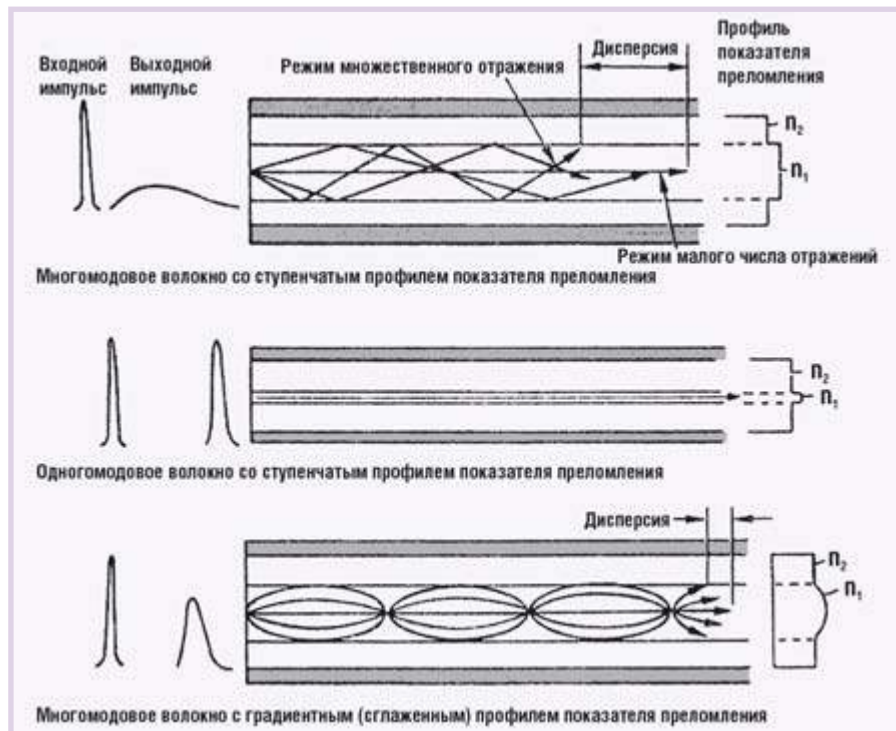 Входной импульс
Выходной импульс
Режим множественного отражения
Дисперсия
Профиль показателя преломления
n₂
n₁
Режим малого числа отражений
Многомодовое волокно со ступенчатым профилем показателя преломления
n₂
n₁
Одногомодовое волокно со ступенчатым профилем показателя преломления
Дисперсия
n₂
n₁
Многомодовое волокно с градиентным (сглаженным) профилем показателя преломления